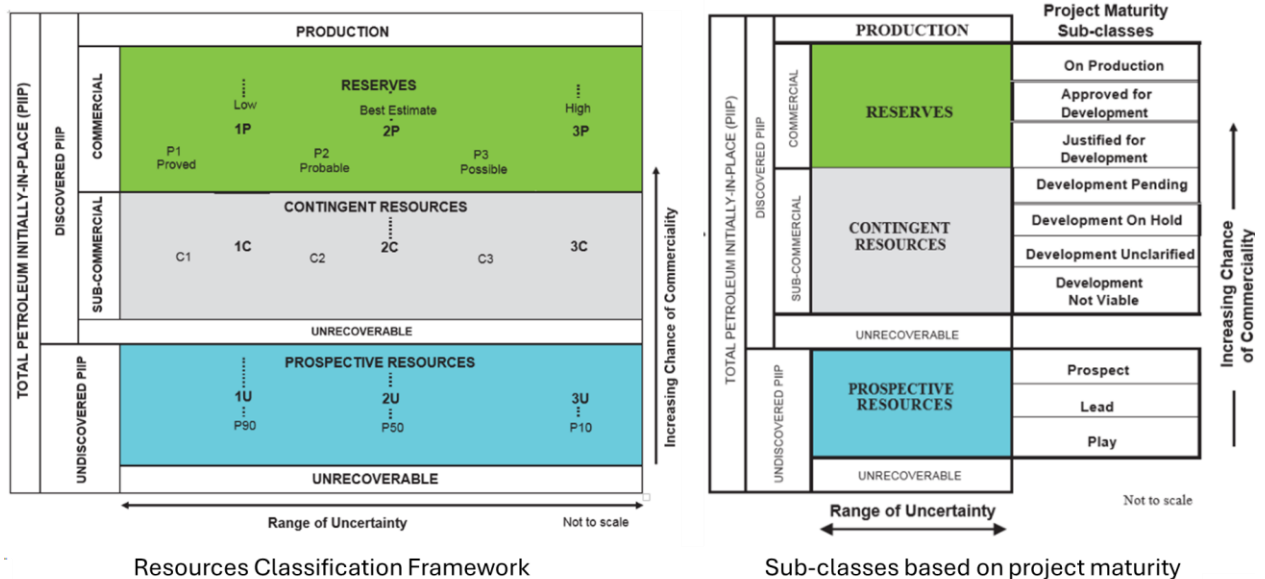 TOTAL PETROLEUM INITIALLY-IN-PLACE (PIIP)
DISCOVERED PIIP
UNDISCOVERED PIIP
COMMERCIAL
SUB-COMMERCIAL
PRODUCTION
RESERVES
Low
Best Estimate
High
1P
2P
3P
P1
Proved
P2
Probable
P3
Possible
CONTINGENT RESOURCES
1C
2C
3C
C1
C2
C3
UNRECOVERABLE
PROSPECTIVE RESOURCES
1U
2U
3U
P90
P50
P10
UNRECOVERABLE
Increasing Chance of Commerciality
Range of Uncertainty
Not to scale
Resources Classification Framework
Project Maturity
Sub-classes
TOTAL PETROLEUM INITIALLY-IN-PLACE (PIIP)
DISCOVERED PIIP
UNDISCOVERED PIIP
COMMERCIAL
SUB-COMMERCIAL
PRODUCTION
RESERVES
On Production
Approved for
Development
Justified for
Development
CONTINGENT
RESOURCES
Development Pending
Development On Hold
Development Unclarified
Development
Not Viable
UNRECOVERABLE
PROSPECTIVE
RESOURCES
Prospect
Lead
Play
UNRECOVERABLE
Increasing Chance
of Commerciality
Not to scale
Range of Uncertainty
Sub-classes based on project maturity